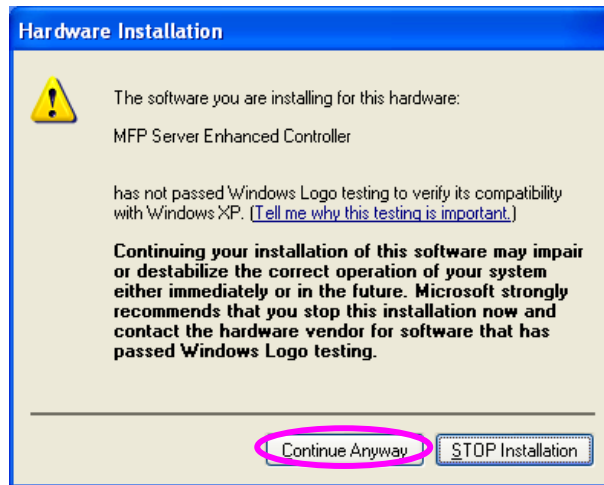 Hardware Installation
The software you are installing for this hardware:
MFP Server Enhanced Controller
has not passed Windows Logo testing to verify its compatibility
with Windows XP. (Tell me why this testing is important.)
Continuing your installation of this software may impair
or destabilize the correct operation of your system
either immediately or in the future. Microsoft strongly
recommends that you stop this installation now and
contact the hardware vendor for software that has
passed Windows Logo testing.
Continue Anyway STOP Installation